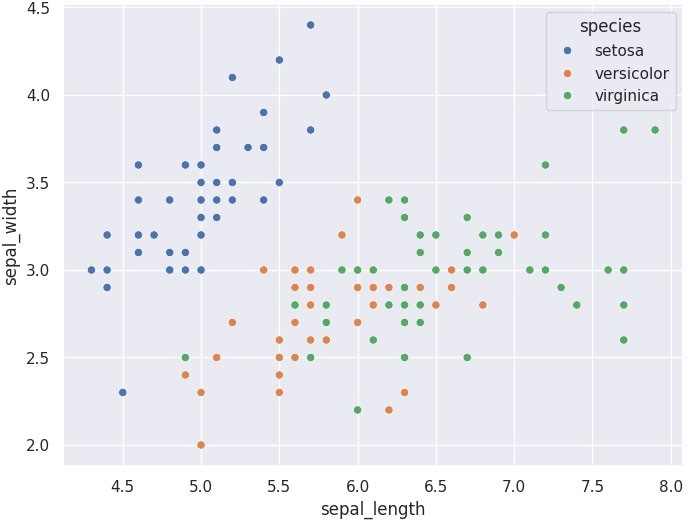 4.5
4.0
3.5
3.0
2.5
2.0
sepal_width
species
setosa
versicolor
virginica
4.5 5.0 5.5 6.0 6.5 7.0 7.5 8.0
sepal_length